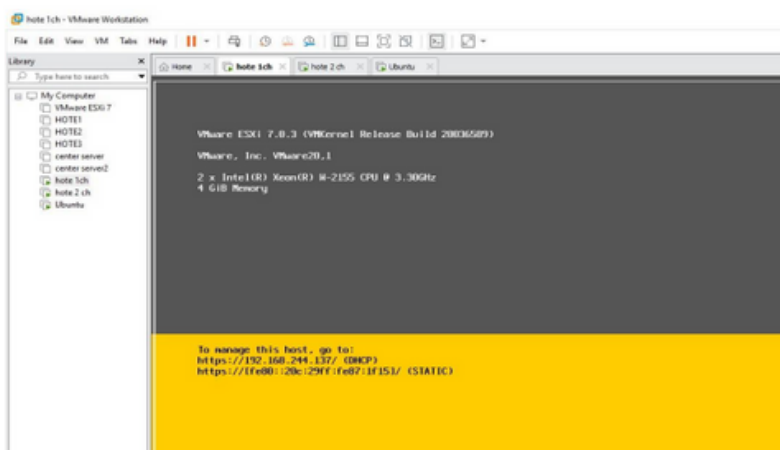 hote 1ch - VMware Workstation
File Edit View VM Tabs Help
Library
Type here to search
My Computer
VMware ESXi 7
HOTE1
HOTE2
HOTE3
center server
center server2
hote 1ch
hote 2 ch
Ubuntu
Home hote 1ch hote 2 ch Ubuntu
VMware ESXi 7.0.3 (VMKernel Release Build 20036589)
VMware, Inc. VMware20,1
2 x Intel(R) Xeon(R) W-2155 CPU @ 3.30GHz
4 GiB Memory
To manage this host, go to:
https://192.168.244.137/ (DHCP)
https://[fe80::20c:29ff:fe87:1f15]/ (STATIC)